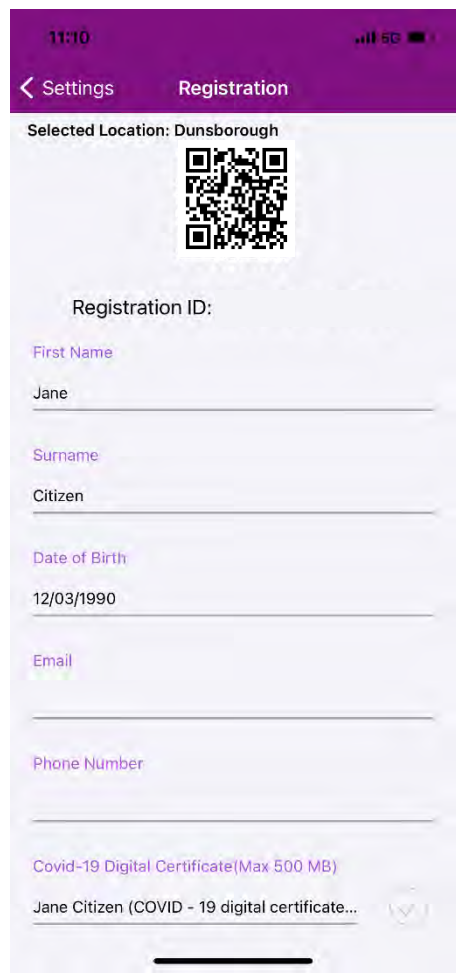 11:10 5G
Settings Registration
Selected Location: Dunsborough
Registration ID:
First Name
Jane
Surname
Citizen
Date of Birth
12/03/1990
Email
Phone Number
Covid-19 Digital Certificate(Max 500 MB)
Jane Citizen (COVID - 19 digital certificate...